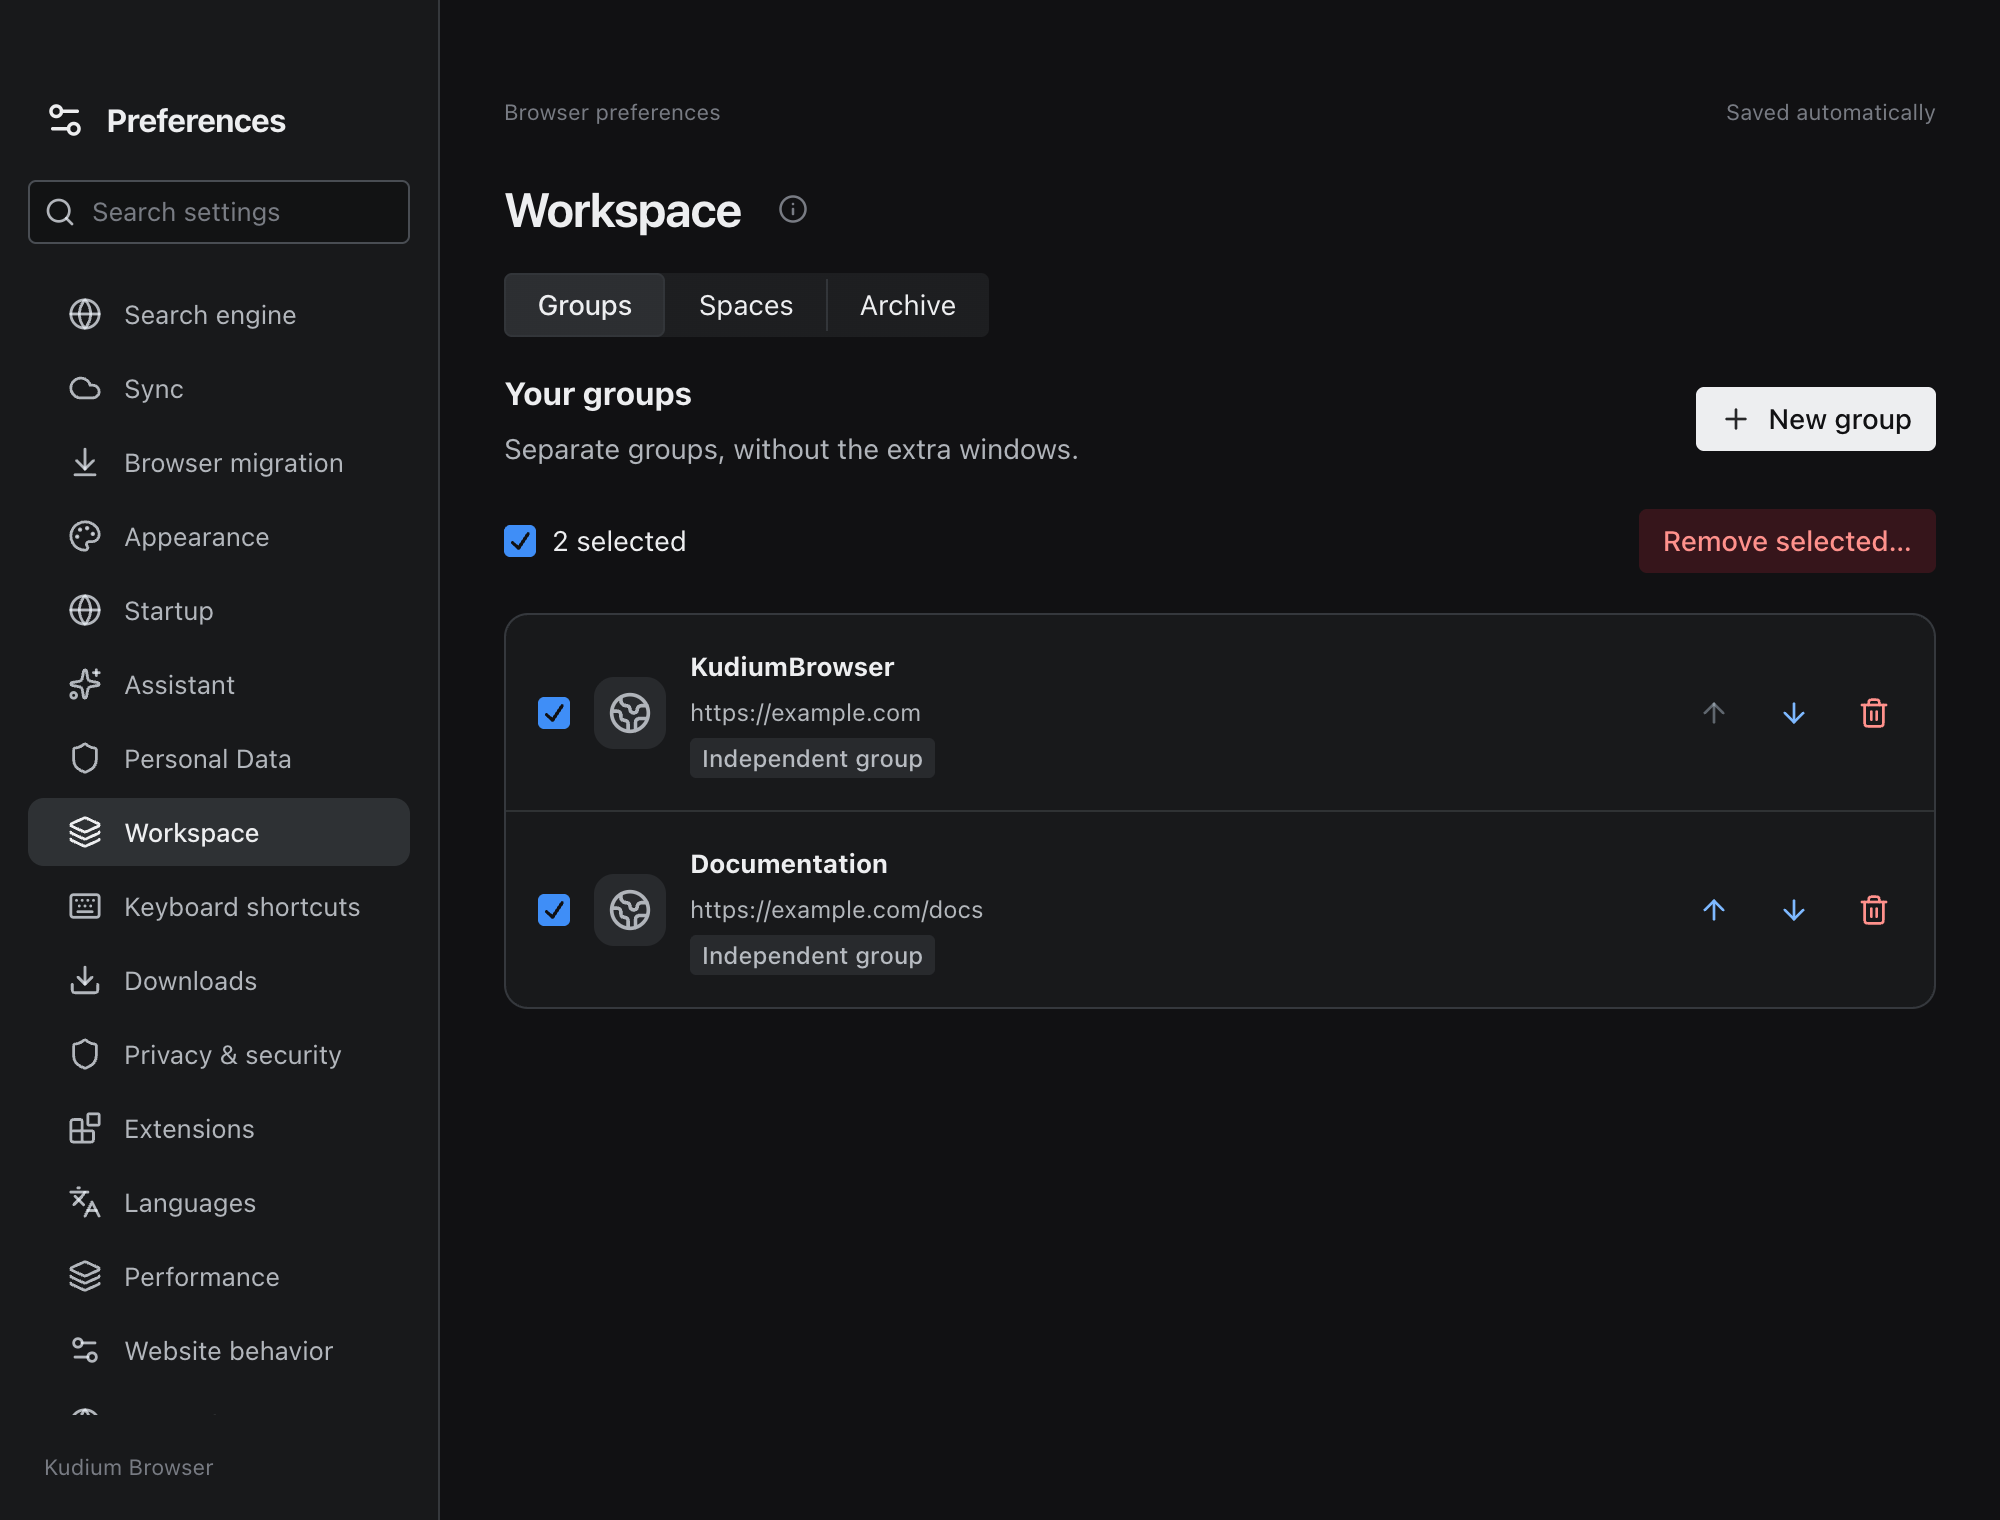 Preferences
Search settings
Search engine
Sync
Browser migration
Appearance
Startup
Assistant
Personal Data
Workspace
Keyboard shortcuts
Downloads
Privacy & security
Extensions
Languages
Performance
Website behavior
Kudium Browser
Browser preferences
Saved automatically
Workspace
Groups
Spaces
Archive
Your groups
Separate groups, without the extra windows.
New group
2 selected
Remove selected...
KudiumBrowser
https://example.com
Independent group
Documentation
https://example.com/docs
Independent group